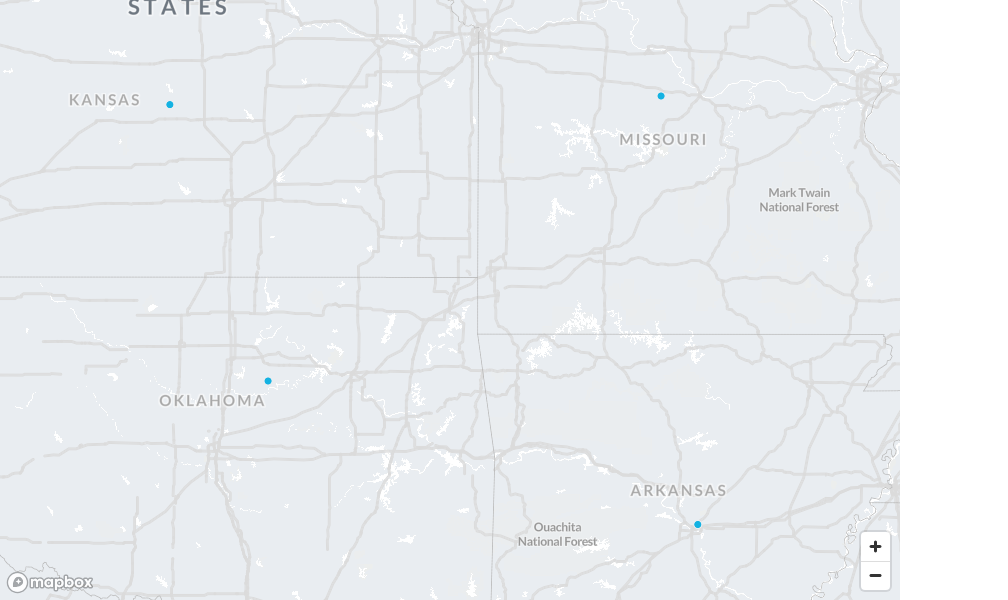 STATES
KANSAS
MISSOURI
Mark Twain
National Forest
OKLAHOMA
ARKANSAS
Ouachita
National Forest
mapbox
+
−